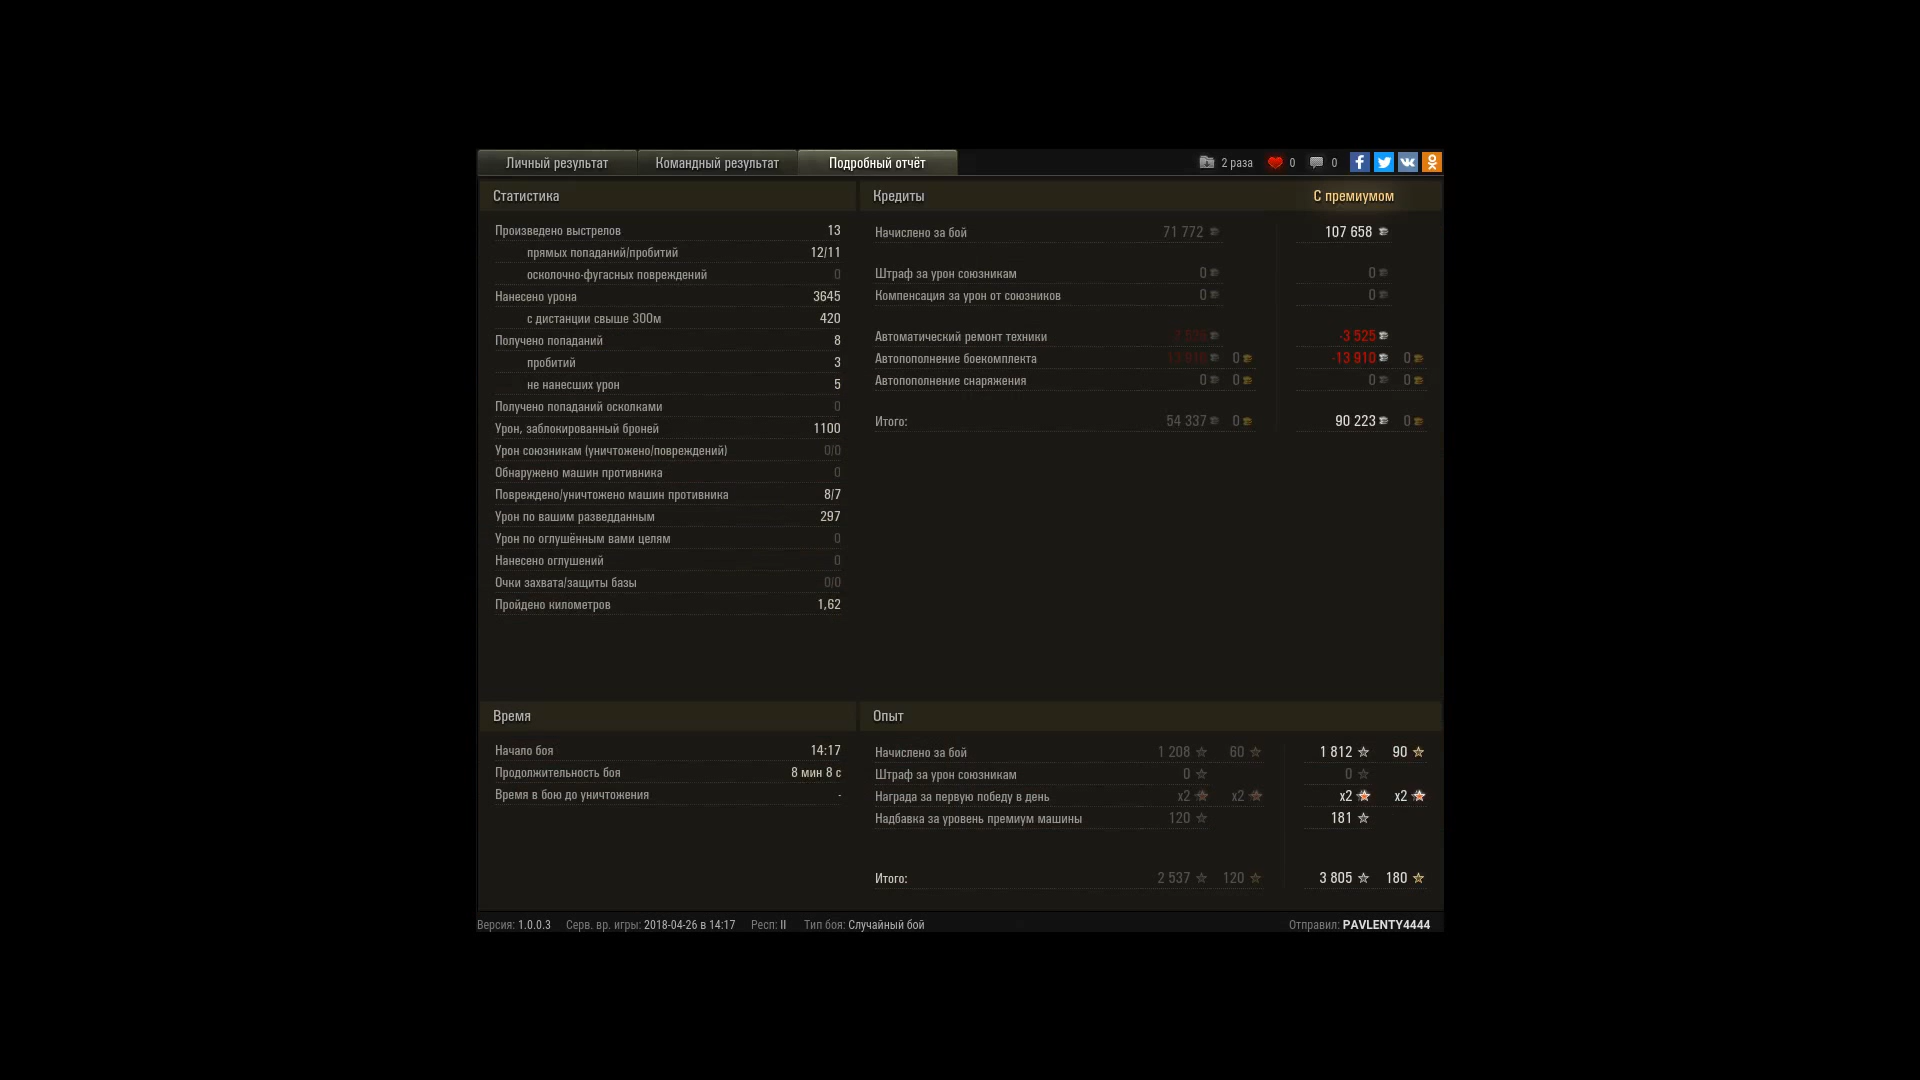 Личный результат Командный результат Подробный отчёт 2 раза 0 0
Статистика
Произведено выстрелов 13
прямых попаданий/пробитий 12/11
осколочно-фугасных повреждений 0
Нанесено урона 3645
с дистанции свыше 300м 420
Получено попаданий 8
пробитий 3
не нанесших урон 5
Получено попаданий осколками 0
Урон, заблокированный броней 1100
Урон союзникам (уничтожено/повреждений) 0/0
Обнаружено машин противника 0
Повреждено/уничтожено машин противника 8/7
Урон по вашим разведданным 297
Урон по оглушённым вами целям 0
Нанесено оглушений 0
Очки захвата/защиты базы 0/0
Пройдено километров 1,62
Кредиты С премиумом
Начислено за бой 71 772 107 658
Штраф за урон союзникам 0 0
Компенсация за урон от союзников 0 0
Автоматический ремонт техники -3 525
Автопополнение боекомплекта -13 910 0 -13 910 0
Автопополнение снаряжения 0 0 0 0
Итого: 54 337 0 90 223 0
Время
Начало боя 14:17
Продолжительность боя 8 мин 8 с
Время в бою до уничтожения -
Опыт
Начислено за бой 1 208 60 1 812 90
Штраф за урон союзникам 0 0
Награда за первую победу в день x2 x2 x2 x2
Надбавка за уровень премиум машины 120 181
Итого: 2 537 120 3 805 180
Версия: 1.0.0.3 Серв. вр. игры: 2018-04-26 в 14:17 Респ: II Тип боя: Случайный бой Отправил: PAVLENTY4444